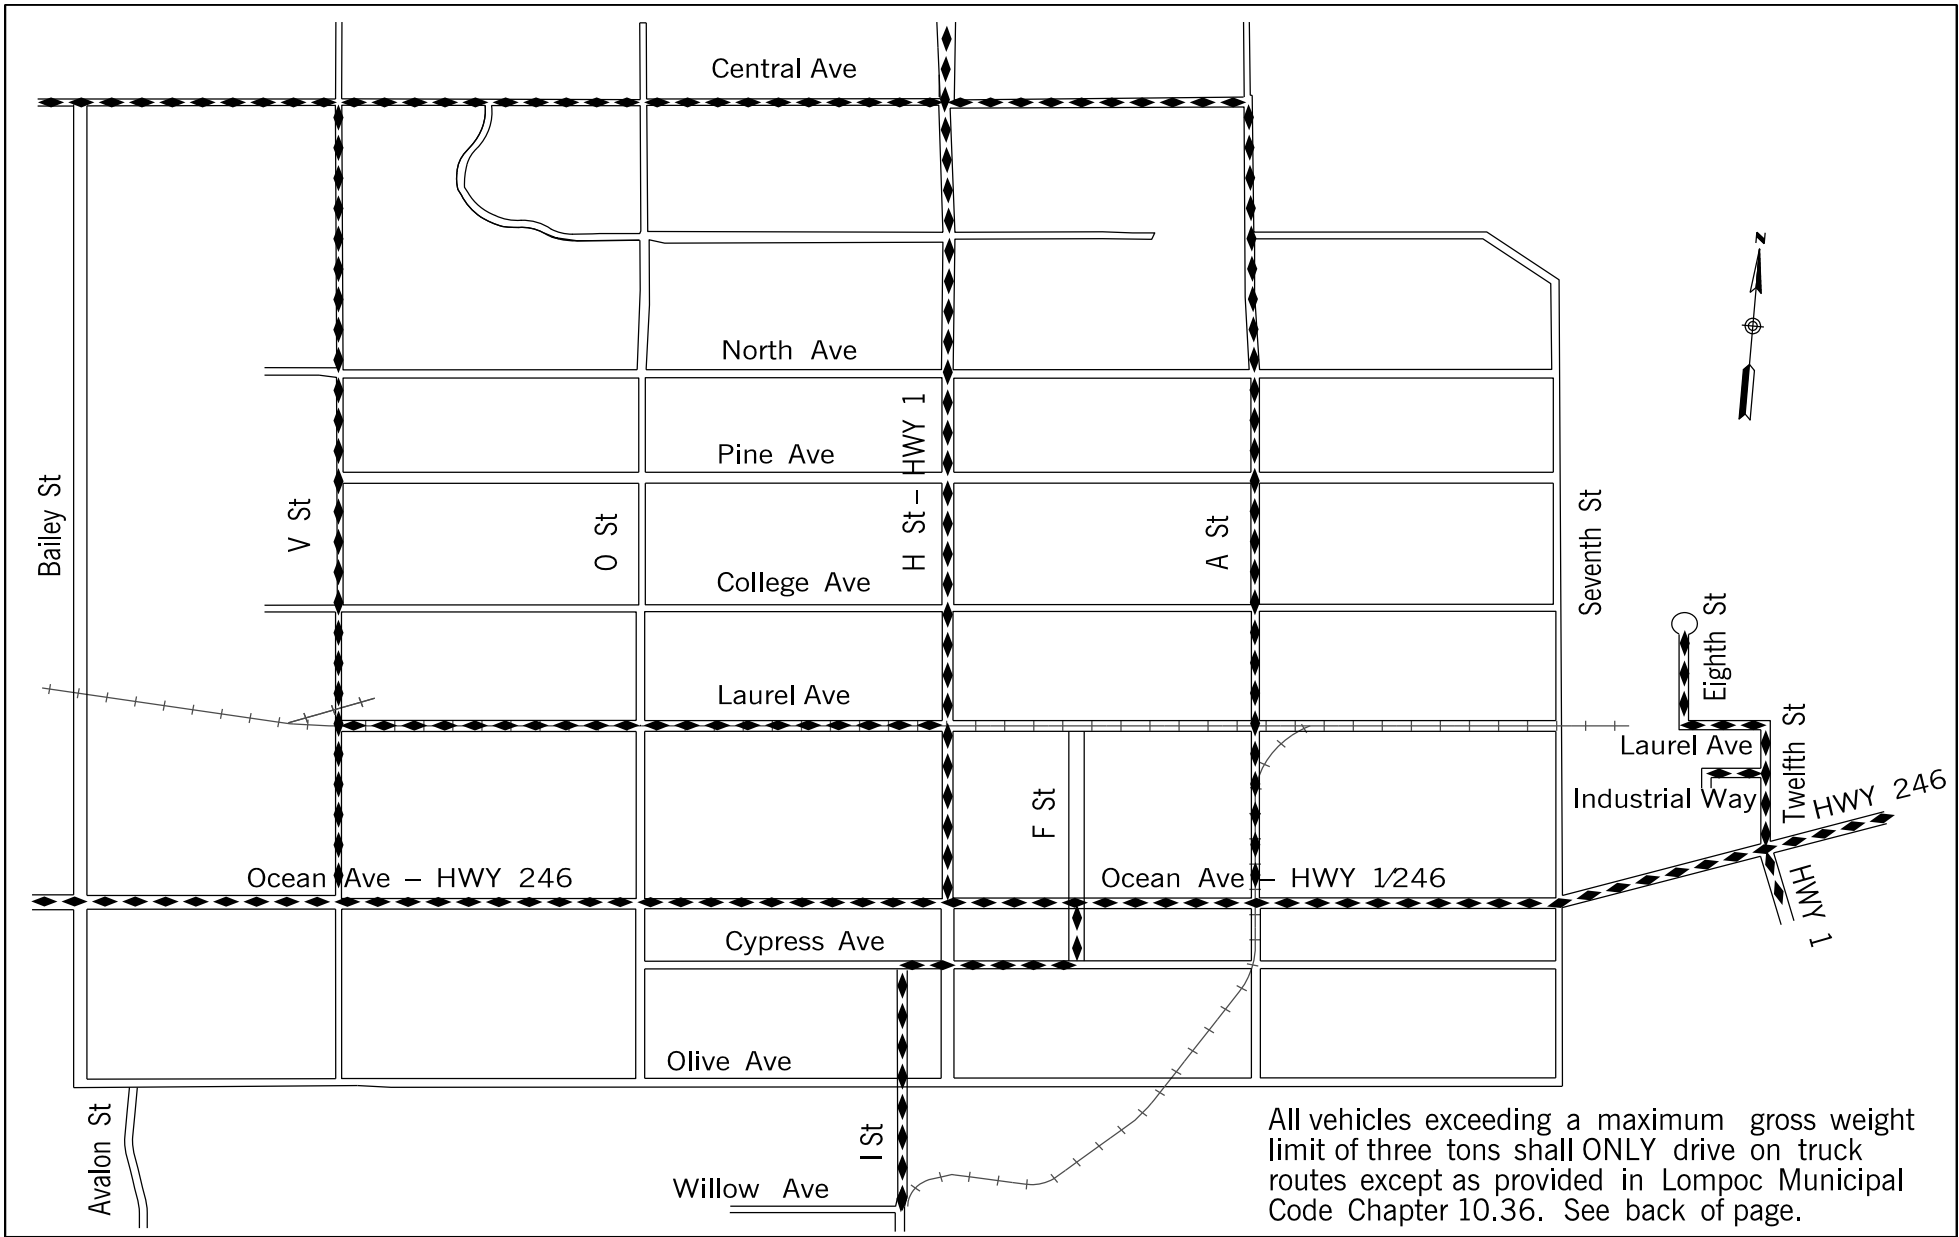 Central Ave
N
North Ave
H St – HWY 1
Pine Ave
Bailey St
V St
O St
A St
Seventh St
College Ave
Eighth St
Laurel Ave
Twelfth St
Laurel Ave
Industrial Way
HWY 246
F St
Ocean Ave – HWY 246
Ocean Ave – HWY 1/246
HWY 1
Cypress Ave
Olive Ave
Avalon St
I St
Willow Ave
All vehicles exceeding a maximum gross weight
limit of three tons shall ONLY drive on truck
routes except as provided in Lompoc Municipal
Code Chapter 10.36. See back of page.